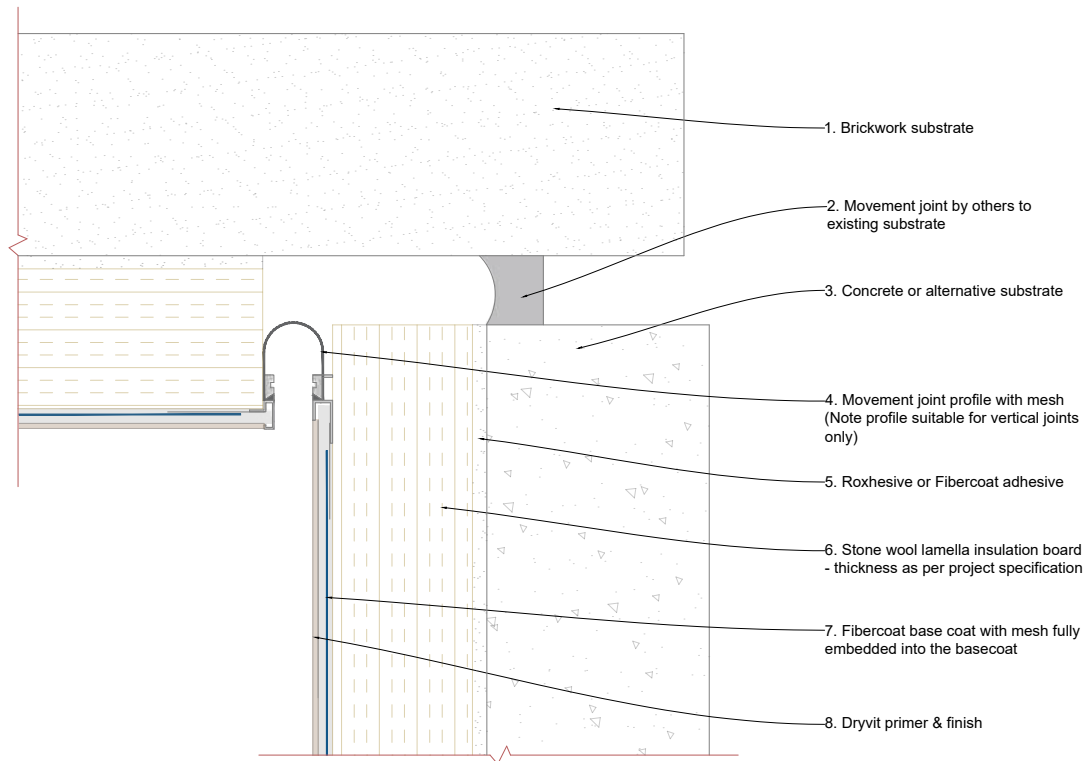 1. Brickwork substrate
2. Movement joint by others to
existing substrate
3. Concrete or alternative substrate
4. Movement joint profile with mesh
(Note profile suitable for vertical joints
only)
5. Roxhesive or Fibercoat adhesive
6. Stone wool lamella insulation board
- thickness as per project specification
7. Fibercoat base coat with mesh fully
embedded into the basecoat
8. Dryvit primer & finish